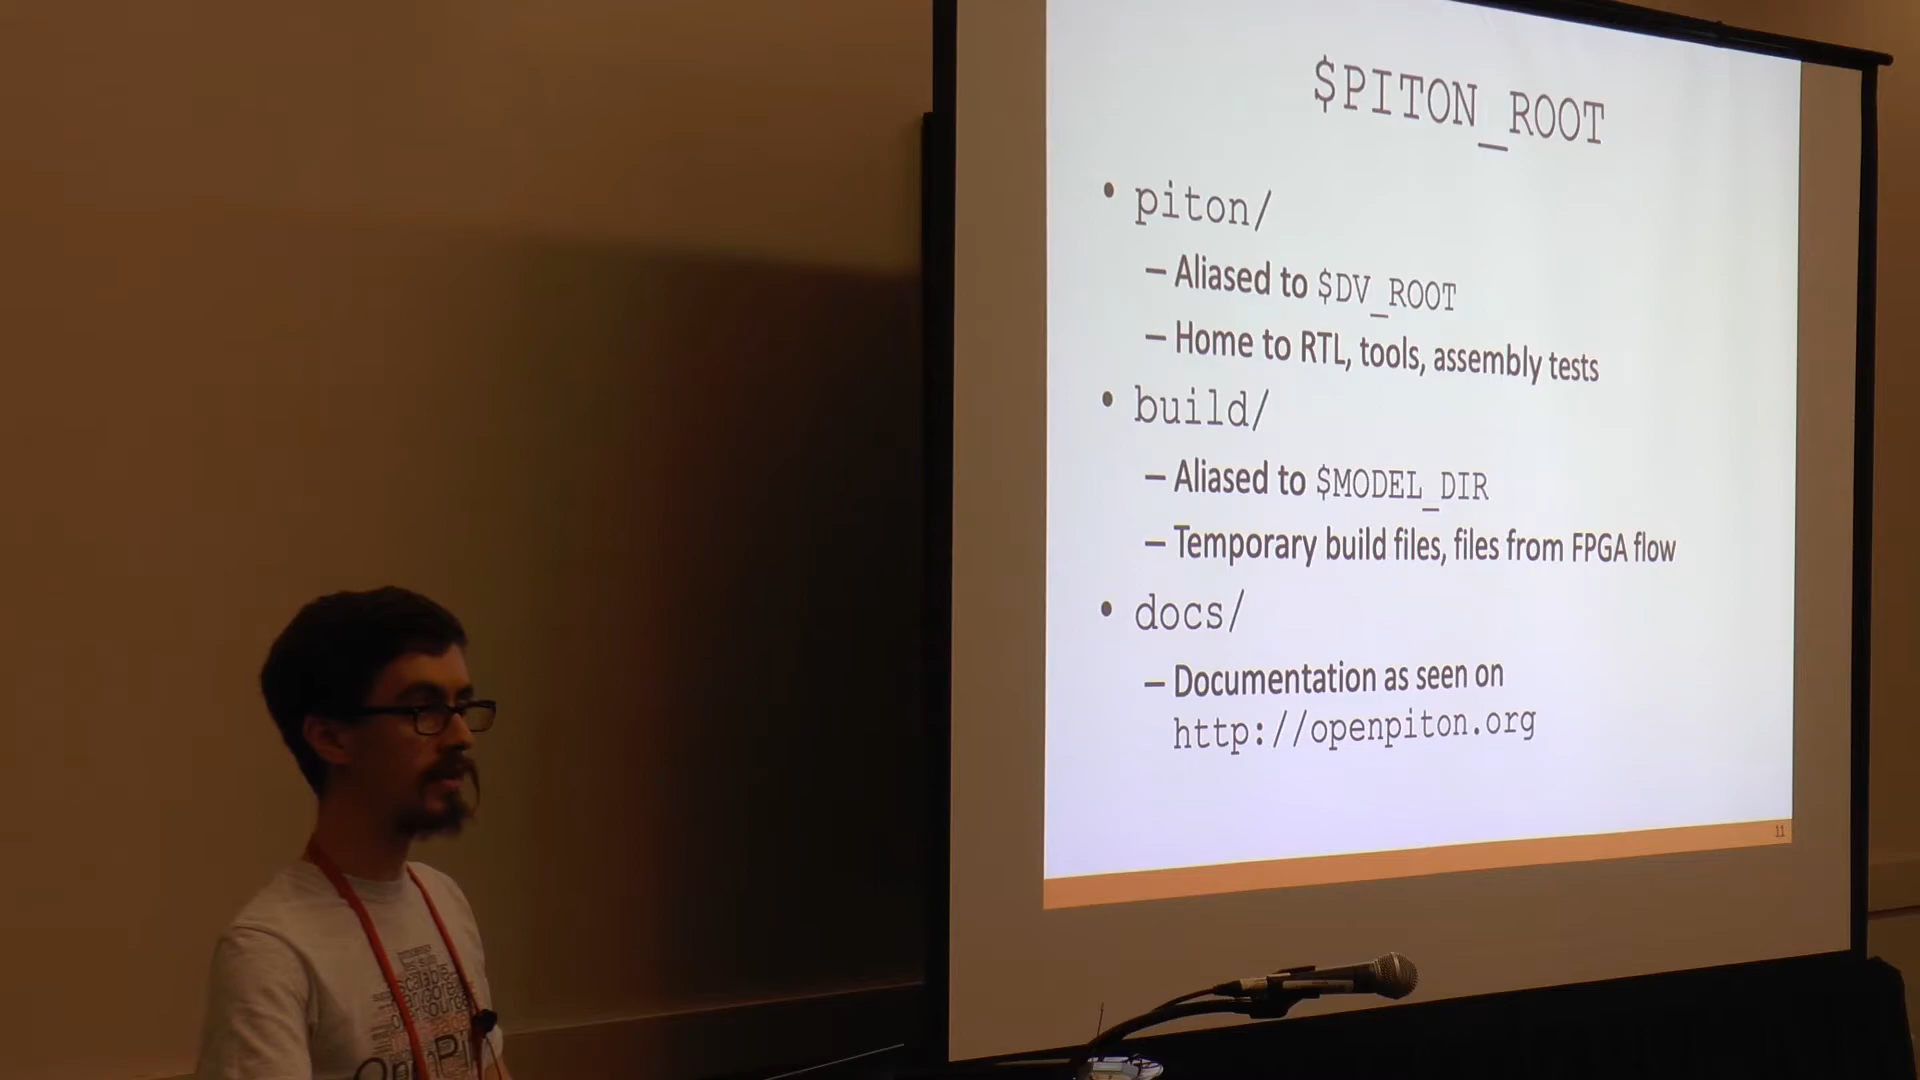 $PITON_ROOT
• piton/
– Aliased to $DV_ROOT
– Home to RTL, tools, assembly tests
• build/
– Aliased to $MODEL_DIR
– Temporary build files, files from FPGA flow
• docs/
– Documentation as seen on
http://openpiton.org
11